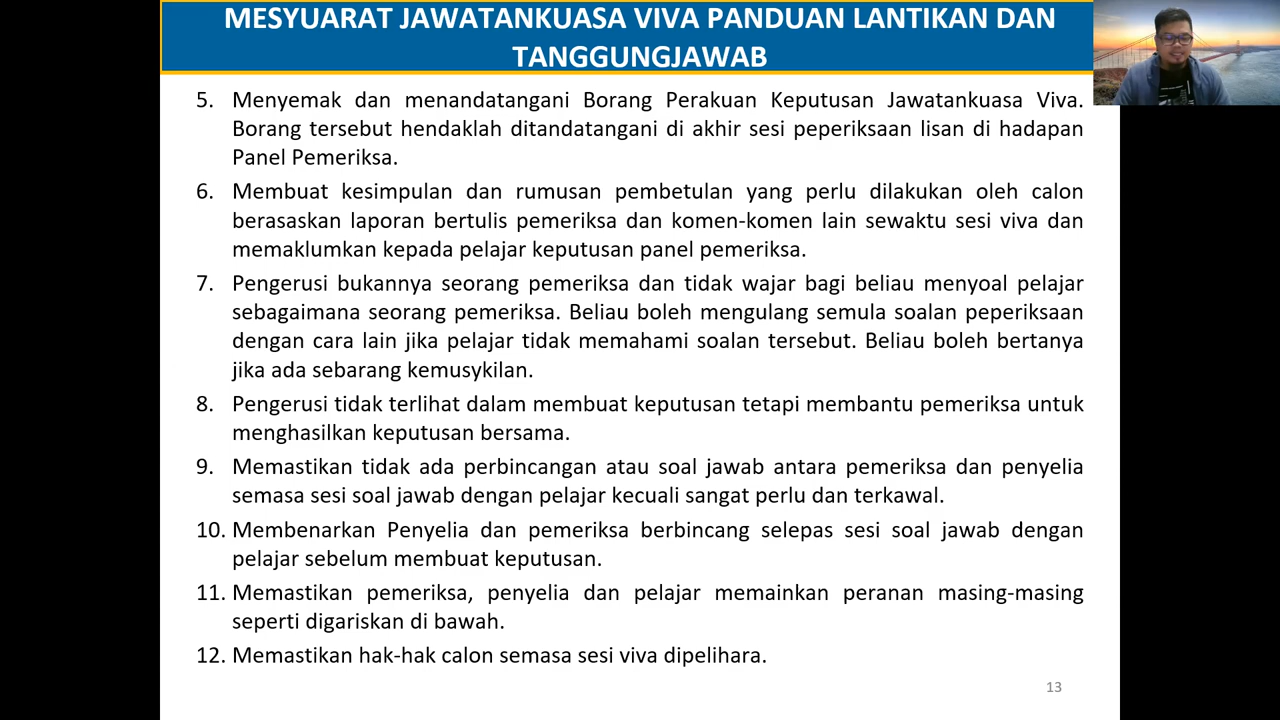 MESYUARAT JAWATANKUASA VIVA PANDUAN LANTIKAN DAN
TANGGUNGJAWAB
5. Menyemak dan menandatangani Borang Perakuan Keputusan Jawatankuasa Viva.
Borang tersebut hendaklah ditandatangani di akhir sesi peperiksaan lisan di hadapan
Panel Pemeriksa.
6. Membuat kesimpulan dan rumusan pembetulan yang perlu dilakukan oleh calon
berasaskan laporan bertulis pemeriksa dan komen-komen lain sewaktu sesi viva dan
memaklumkan kepada pelajar keputusan panel pemeriksa.
7. Pengerusi bukannya seorang pemeriksa dan tidak wajar bagi beliau menyoal pelajar
sebagaimana seorang pemeriksa. Beliau boleh mengulang semula soalan peperiksaan
dengan cara lain jika pelajar tidak memahami soalan tersebut. Beliau boleh bertanya
jika ada sebarang kemusykilan.
8. Pengerusi tidak terlihat dalam membuat keputusan tetapi membantu pemeriksa untuk
menghasilkan keputusan bersama.
9. Memastikan tidak ada perbincangan atau soal jawab antara pemeriksa dan penyelia
semasa sesi soal jawab dengan pelajar kecuali sangat perlu dan terkawal.
10. Membenarkan Penyelia dan pemeriksa berbincang selepas sesi soal jawab dengan
pelajar sebelum membuat keputusan.
11. Memastikan pemeriksa, penyelia dan pelajar memainkan peranan masing-masing
seperti digariskan di bawah.
12. Memastikan hak-hak calon semasa sesi viva dipelihara.
13